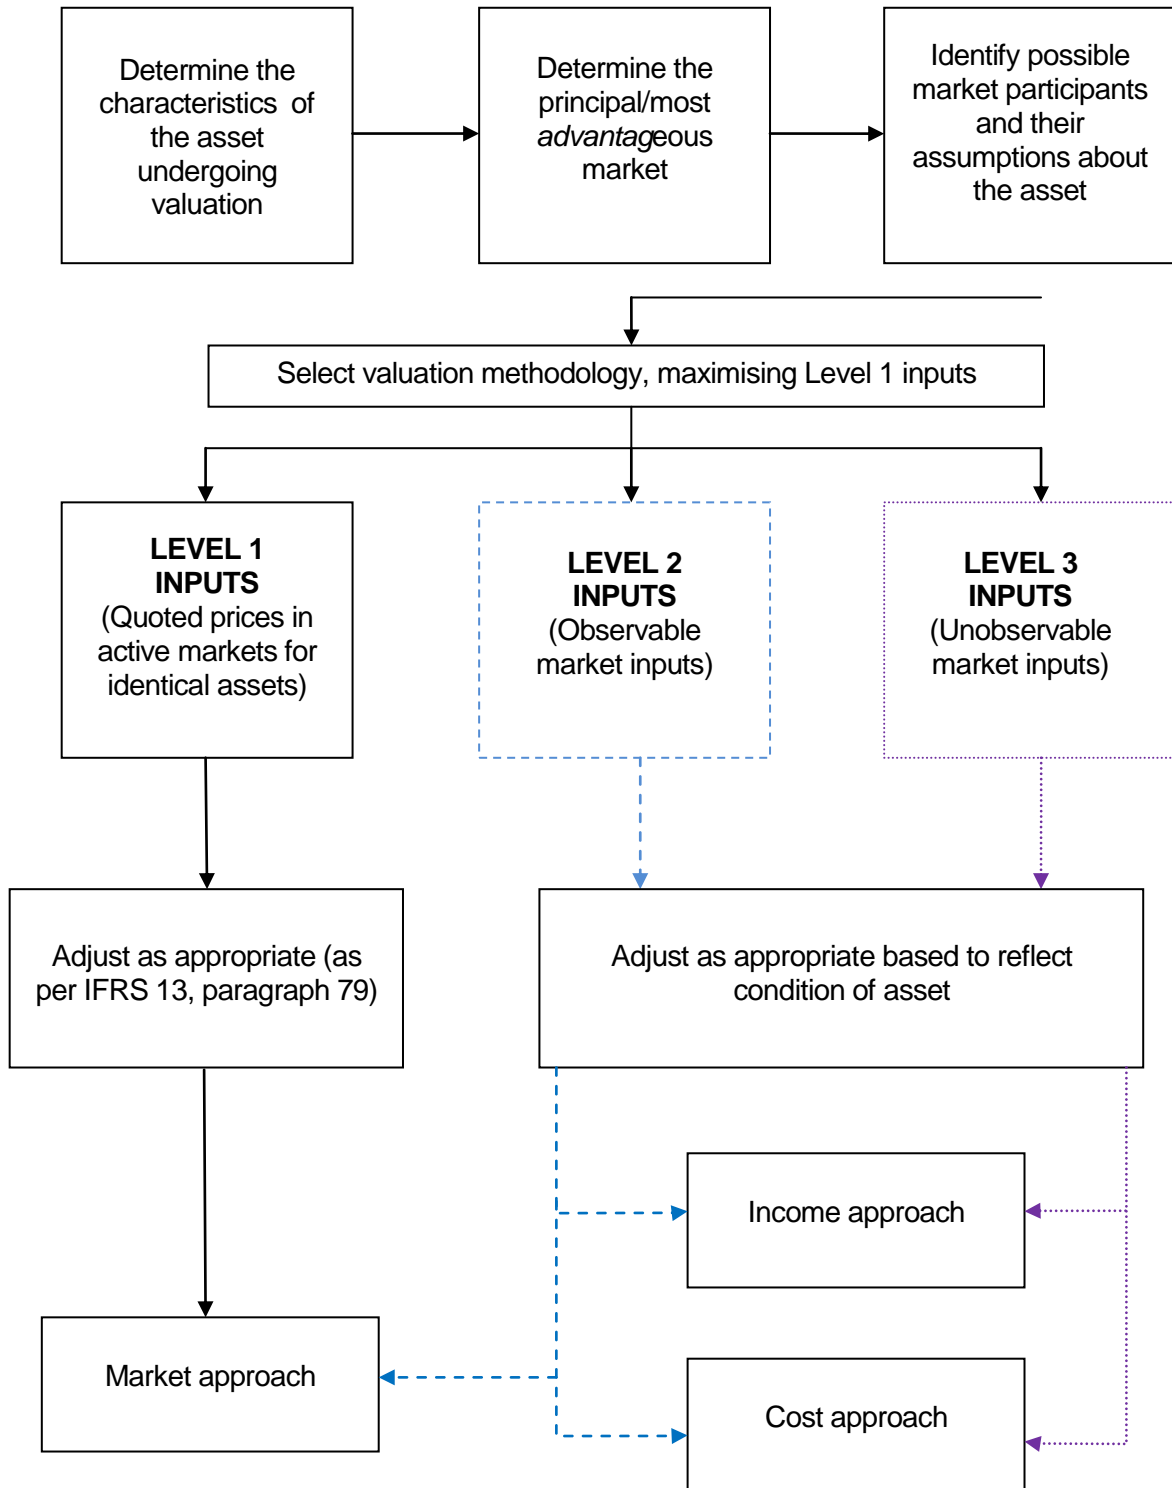 Determine the
characteristics of
the asset
undergoing
valuation
Determine the
principal/most
advantageous
market
Identify possible
market participants
and their
assumptions about
the asset
Select valuation methodology, maximising Level 1 inputs
LEVEL 1
INPUTS
(Quoted prices in
active markets for
identical assets)
LEVEL 2
INPUTS
(Observable
market inputs)
LEVEL 3
INPUTS
(Unobservable
market inputs)
Adjust as appropriate (as
per IFRS 13, paragraph 79)
Adjust as appropriate based to reflect
condition of asset
Income approach
Market approach
Cost approach